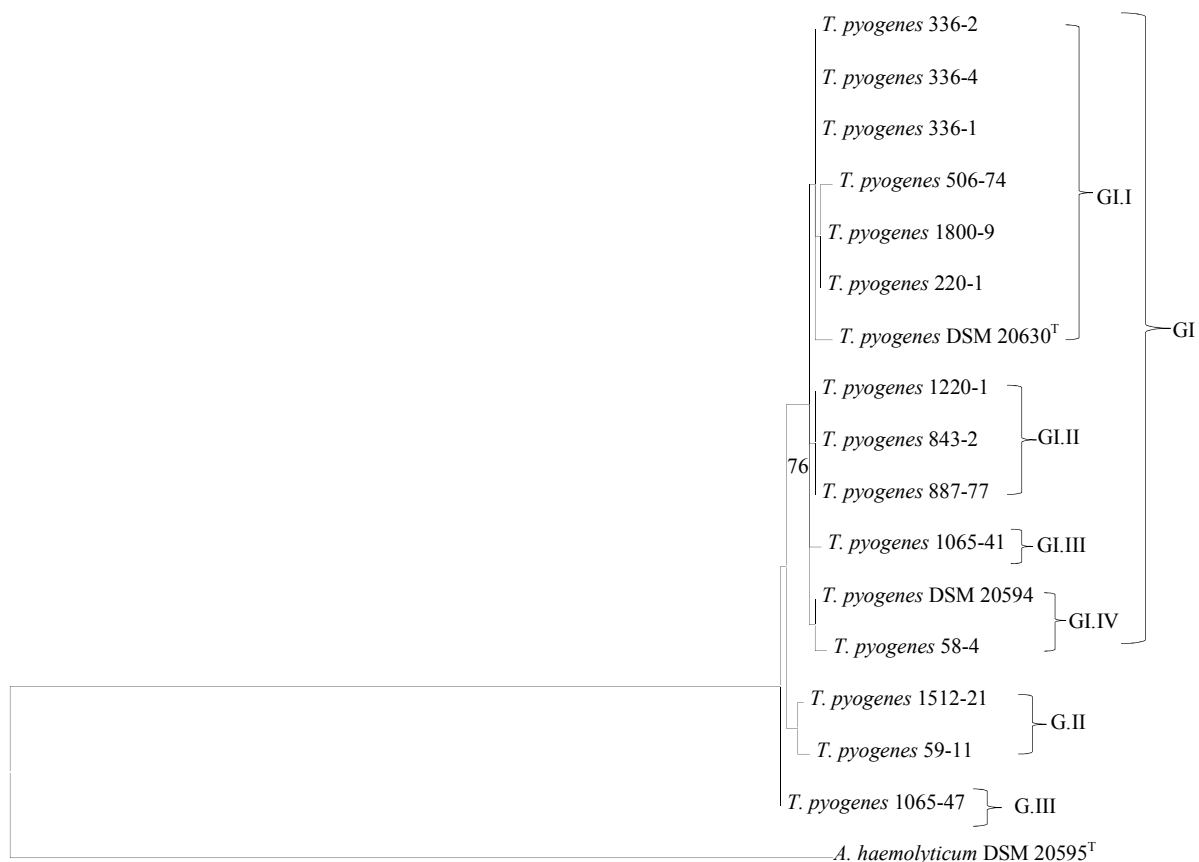 T. pyogenes 336-2
T. pyogenes 336-4
T. pyogenes 336-1
T. pyogenes 506-74
GI.I
T. pyogenes 1800-9
T. pyogenes 220-1
T. pyogenes DSM 20630ᵀ
GI
T. pyogenes 1220-1
T. pyogenes 843-2
GI.II
76
T. pyogenes 887-77
T. pyogenes 1065-41
GI.III
T. pyogenes DSM 20594
GI.IV
T. pyogenes 58-4
T. pyogenes 1512-21
G.II
T. pyogenes 59-11
T. pyogenes 1065-47
G.III
A. haemolyticum DSM 20595ᵀ